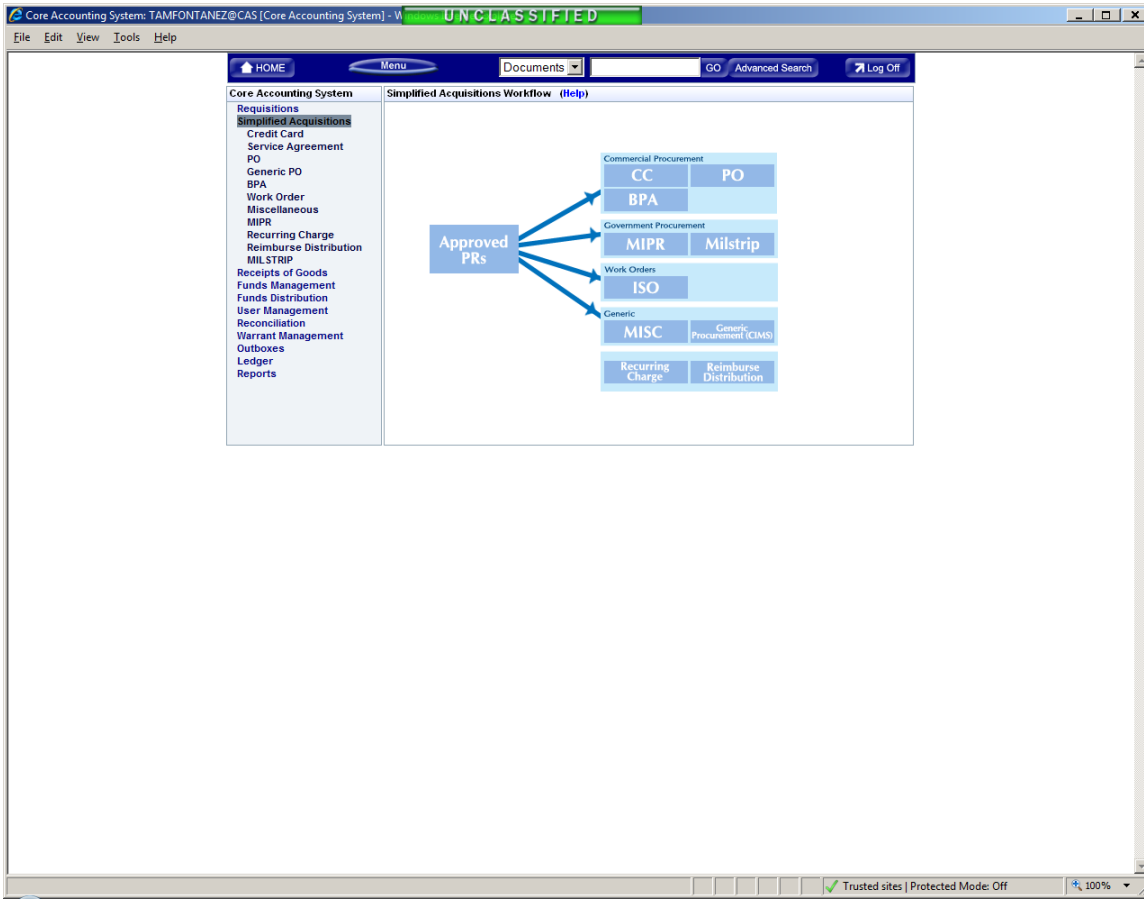 Core Accounting System: TAMFONTANEZ@CAS [Core Accounting System] - Windows
UNCLASSIFIED
File Edit View Tools Help
HOME Menu Documents GO Advanced Search Log Off
Core Accounting System
Requisitions
Simplified Acquisitions
Credit Card
Service Agreement
PO
Generic PO
BPA
Work Order
Miscellaneous
MIPR
Recurring Charge
Reimburse Distribution
MILSTRIP
Receipts of Goods
Funds Management
Funds Distribution
User Management
Reconciliation
Warrant Management
Outboxes
Ledger
Reports
Simplified Acquisitions Workflow (Help)
Approved
PRs
Commercial Procurement
CC PO
BPA
Government Procurement
MIPR Milstrip
Work Orders
ISO
Generic
MISC
Generic
Procurement (CIMS)
Recurring
Charge
Reimburse
Distribution
Trusted sites | Protected Mode: Off
100%